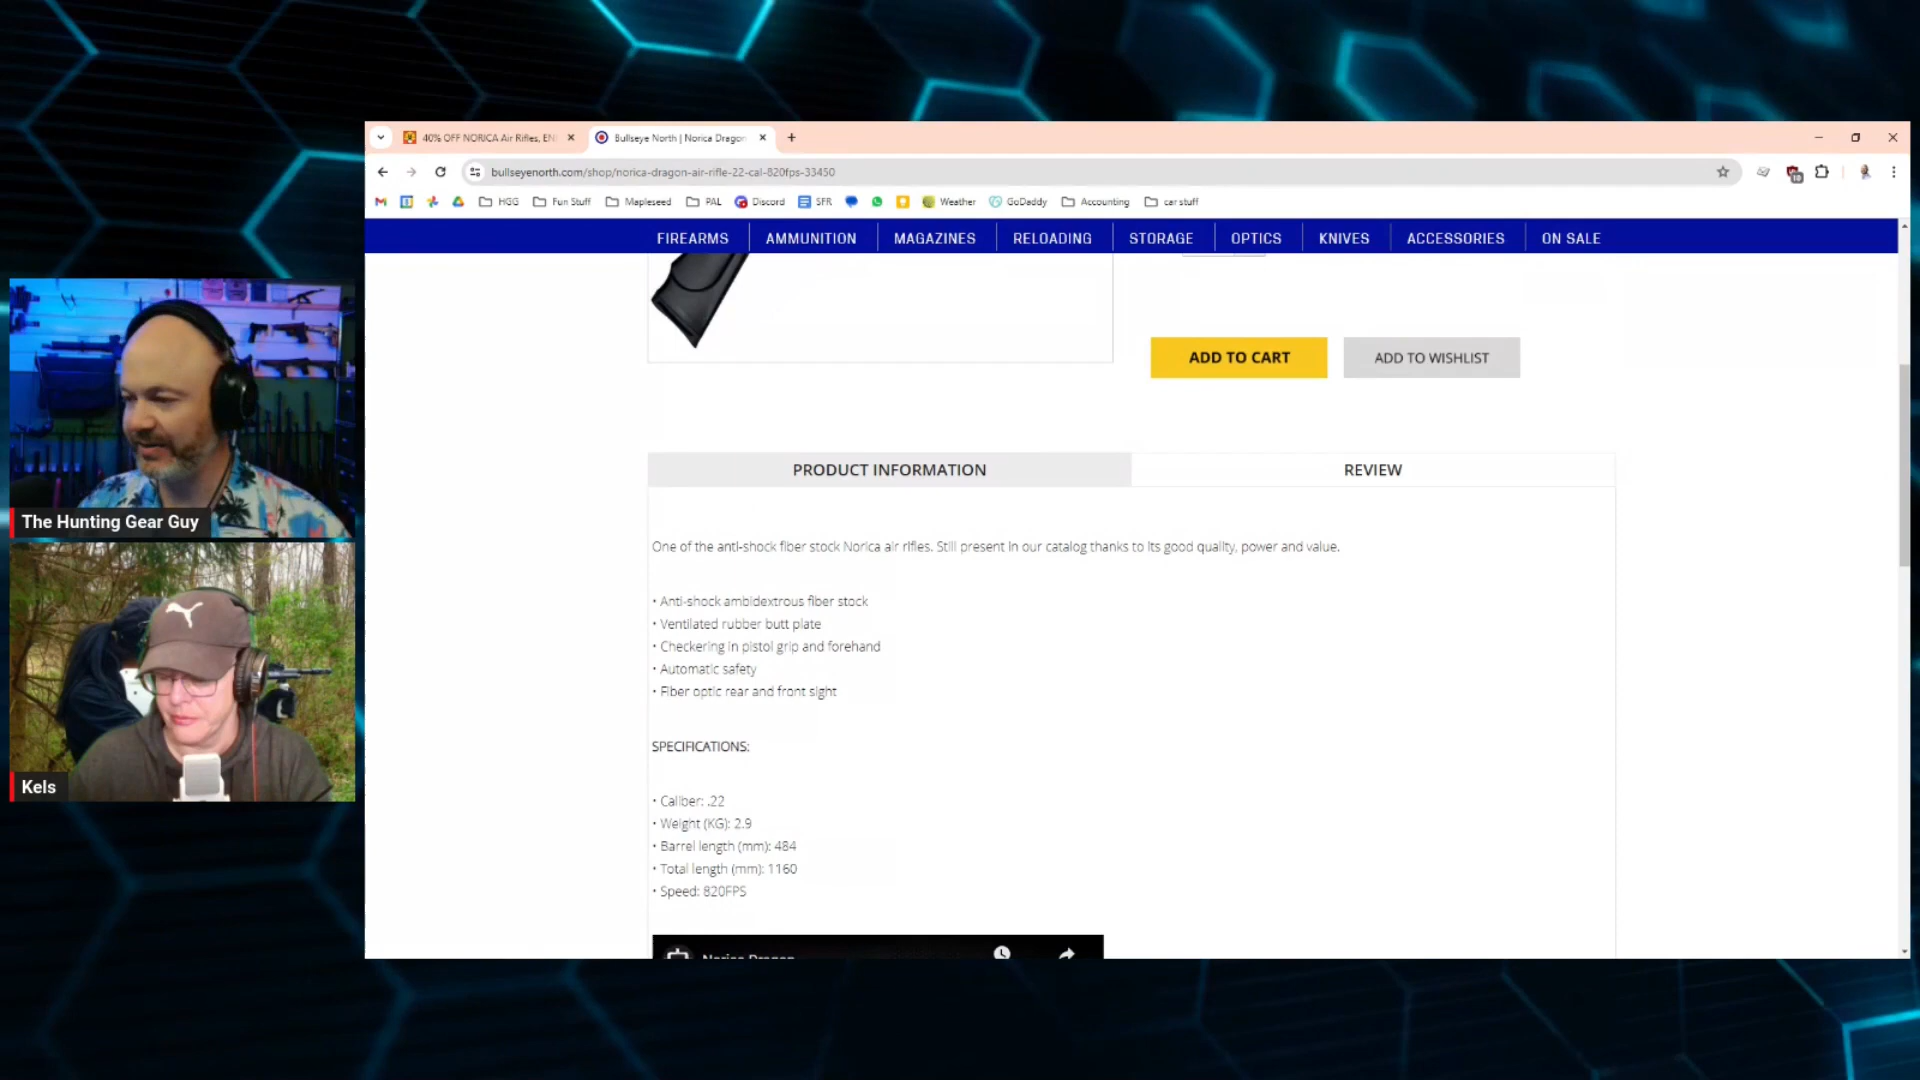 40% OFF NORICA Air Rifles, EN
Bullseye North | Norica Dragon
bullseyenorth.com/shop/norica-dragon-air-rifle-22-cal-820fps-33450
HGG
Fun Stuff
Mapleseed
PAL
Discord
SFR
Weather
GoDaddy
Accounting
car stuff
FIREARMS
AMMUNITION
MAGAZINES
RELOADING
STORAGE
OPTICS
KNIVES
ACCESSORIES
ON SALE
ADD TO CART
ADD TO WISHLIST
PRODUCT INFORMATION
REVIEW
One of the anti-shock fiber stock Norica air rifles. Still present in our catalog thanks to its good quality, power and value.
• Anti-shock ambidextrous fiber stock
• Ventilated rubber butt plate
• Checkering in pistol grip and forehand
• Automatic safety
• Fiber optic rear and front sight
SPECIFICATIONS:
• Caliber: .22
• Weight (KG): 2.9
• Barrel length (mm): 484
• Total length (mm): 1160
• Speed: 820FPS
Norica Dragon
The Hunting Gear Guy
Kels